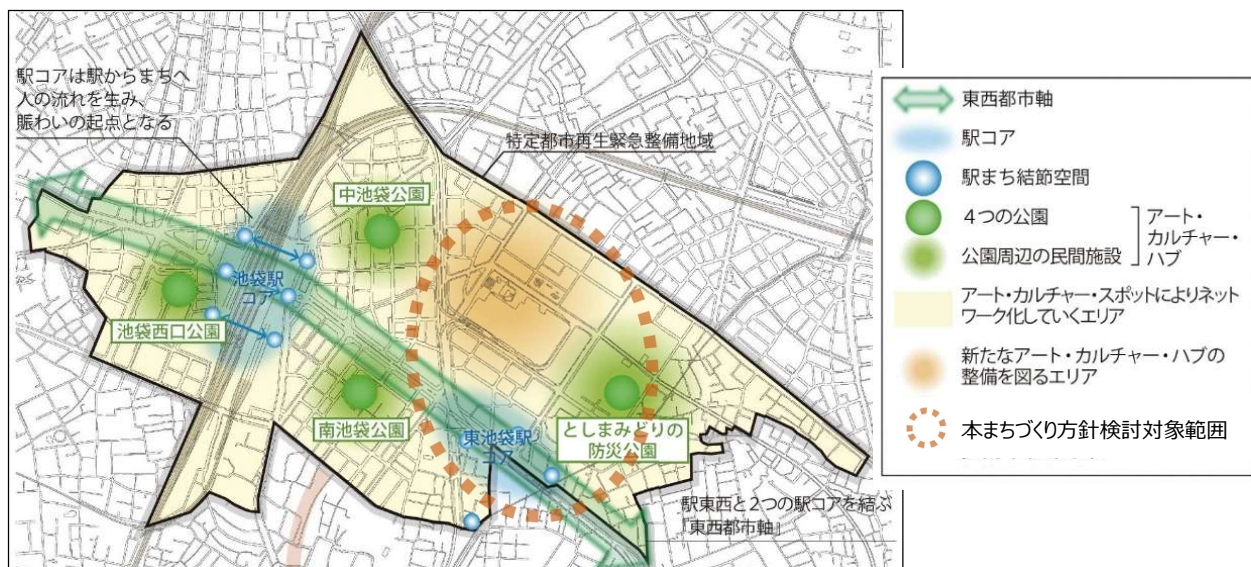 駅コアは駅からまちへ
人の流れを生み、
賑わいの起点となる
特定都市再生緊急整備地域
中池袋公園
池袋駅
コア
池袋西口公園
南池袋公園
東池袋駅
コア
としまみどりの
防災公園
駅東西と2つの駅コアを結ぶ
『東西都市軸』
東西都市軸
駅コア
駅まち結節空間
4つの公園
公園周辺の民間施設
アート・
カルチャー・
ハブ
アート・カルチャー・スポットによりネット
ワーク化していくエリア
新たなアート・カルチャー・ハブの
整備を図るエリア
本まちづくり方針検討対象範囲